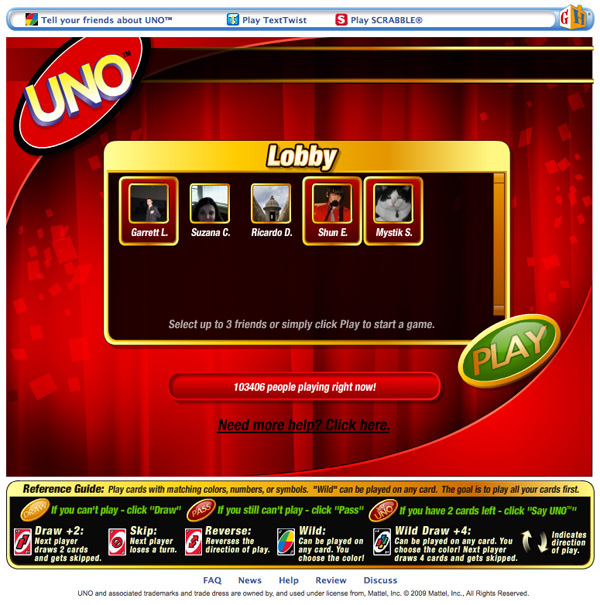 Tell your friends about UNO™ Play TextTwist Play SCRABBLE®
UNO™
Lobby
Garrett L. Suzana C. Ricardo D. Shun E. Mystik S.
Select up to 3 friends or simply click Play to start a game.
PLAY
103406 people playing right now!
Need more help? Click here.
Reference Guide: Play cards with matching colors, numbers, or symbols. "Wild" can be played on any card. The goal is to play all your cards first.
DRAW If you can't play - click "Draw" PASS If you still can't play - click "Pass" UNO If you have 2 cards left - click "Say UNO™"
Draw +2:
Next player
draws 2 cards
and gets skipped.
Skip:
Next player
loses a turn.
Reverse:
Reverses the
direction of play.
Wild:
Can be played on
any card. You
choose the color!
Wild Draw +4:
Can be played on any card. You
choose the color! Next player
draws 4 cards and gets skipped.
Indicates
direction
of play.
FAQ News Help Review Discuss
UNO and associated trademarks and trade dress are owned by, and used under license from, Mattel, Inc. © 2009 Mattel, Inc., All Rights Reserved.